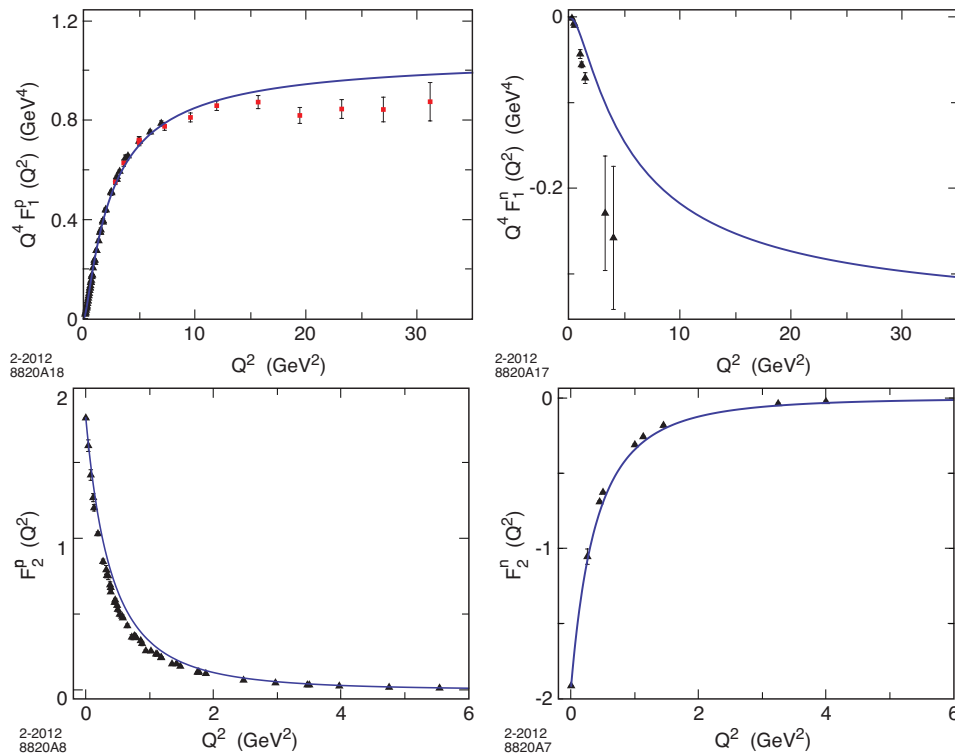 1.2
0.8
0.4
0
Q⁴ F₁ᵖ (Q²) (GeV⁴)
0 10 20 30
Q² (GeV²)
2-2012
8820A18
0
-0.2
Q⁴ F₁ⁿ (Q²) (GeV⁴)
0 10 20 30
Q² (GeV²)
2-2012
8820A17
2
1
0
F₂ᵖ (Q²)
0 2 4 6
Q² (GeV²)
2-2012
8820A8
0
-1
-2
F₂ⁿ (Q²)
0 2 4 6
Q² (GeV²)
2-2012
8820A7